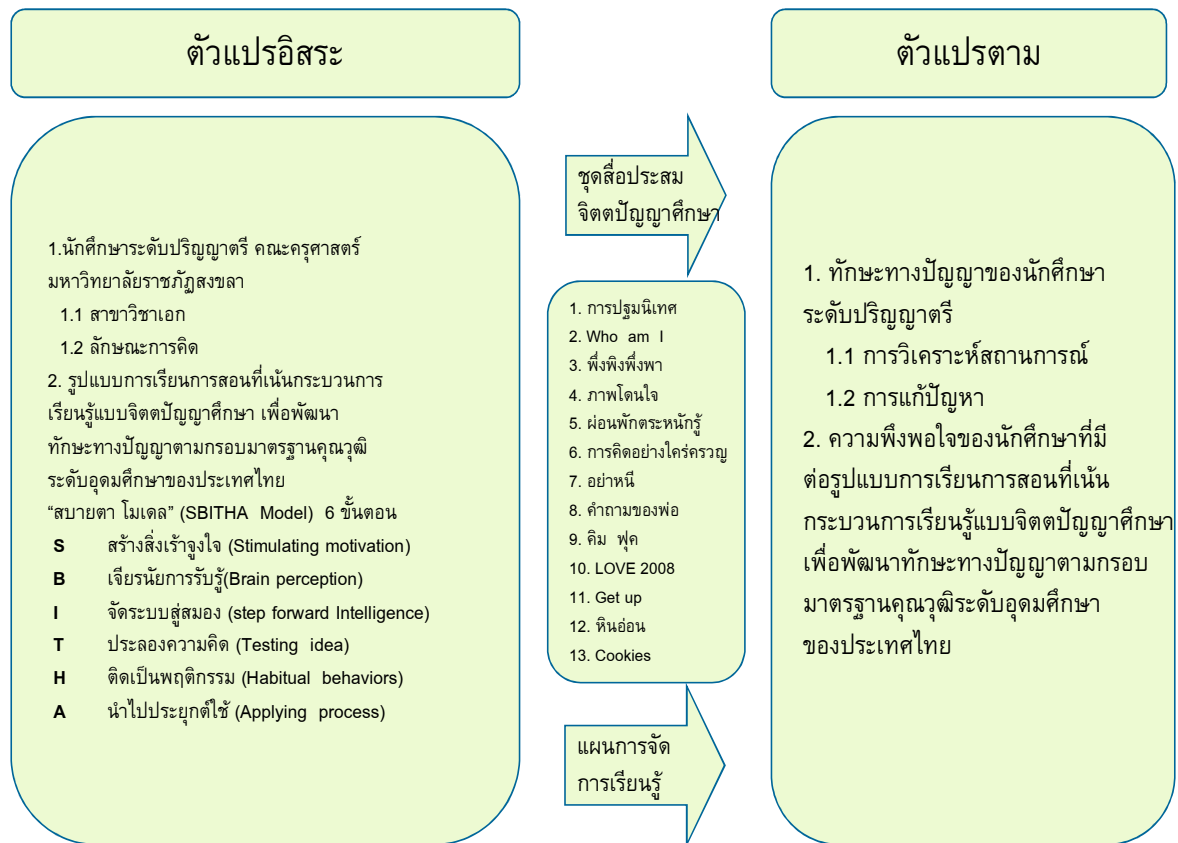 ตัวแปรอิสระ
1.นักศึกษาระดับปริญญาตรี คณะครุศาสตร์
มหาวิทยาลัยราชภัฏสงขลา
1.1 สาขาวิชาเอก
1.2 ลักษณะการคิด
2. รูปแบบการเรียนการสอนที่เน้นกระบวนการ
เรียนรู้แบบจิตตปัญญาศึกษา เพื่อพัฒนา
ทักษะทางปัญญาตามกรอบมาตรฐานคุณวุฒิ
ระดับอุดมศึกษาของประเทศไทย
“สบายตา โมเดล” (SBITHA Model) 6 ขั้นตอน
S สร้างสิ่งเร้าจูงใจ (Stimulating motivation)
B เจียรนัยการรับรู้(Brain perception)
I จัดระบบสู่สมอง (step forward Intelligence)
T ประลองความคิด (Testing idea)
H ติดเป็นพฤติกรรม (Habitual behaviors)
A นำไปประยุกต์ใช้ (Applying process)
ชุดสื่อประสม
จิตตปัญญาศึกษา
1. การปฐมนิเทศ
2. Who am I
3. พึ่งพิงพึ่งพา
4. ภาพโดนใจ
5. ผ่อนพักตระหนักรู้
6. การคิดอย่างใคร่ครวญ
7. อย่าหนี
8. คำถามของพ่อ
9. คิม ฟุค
10. LOVE 2008
11. Get up
12. หินอ่อน
13. Cookies
แผนการจัด
การเรียนรู้
ตัวแปรตาม
1. ทักษะทางปัญญาของนักศึกษา
ระดับปริญญาตรี
1.1 การวิเคราะห์สถานการณ์
1.2 การแก้ปัญหา
2. ความพึงพอใจของนักศึกษาที่มี
ต่อรูปแบบการเรียนการสอนที่เน้น
กระบวนการเรียนรู้แบบจิตตปัญญาศึกษา
เพื่อพัฒนาทักษะทางปัญญาตามกรอบ
มาตรฐานคุณวุฒิระดับอุดมศึกษา
ของประเทศไทย